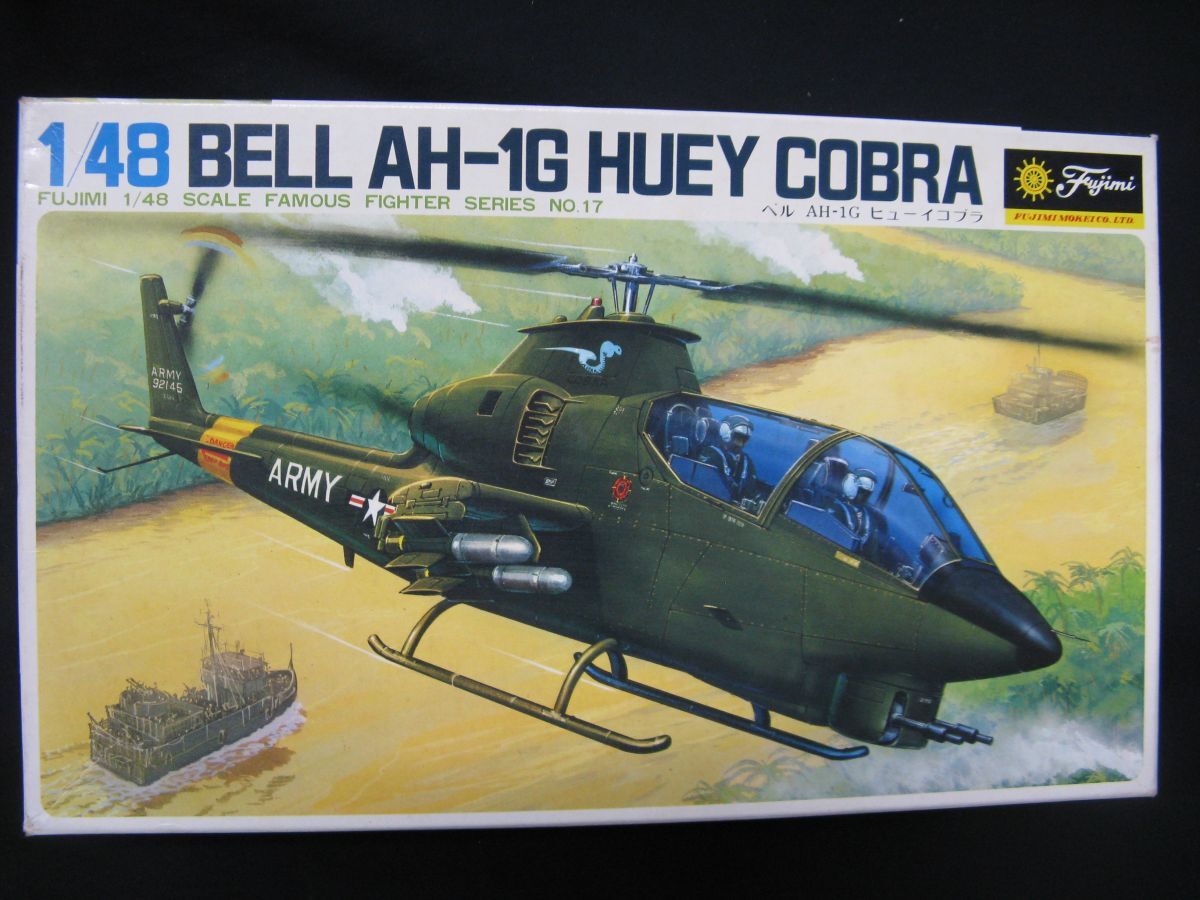 1/48 BELL AH-1G HUEY COBRA
FUJIMI 1/48 SCALE FAMOUS FIGHTER SERIES NO.17
ベル AH-1G ヒューイコブラ
Fujimi
FUJIMI MOKEI CO. LTD.
ARMY
92145
DANGER
COBRA
ARMY